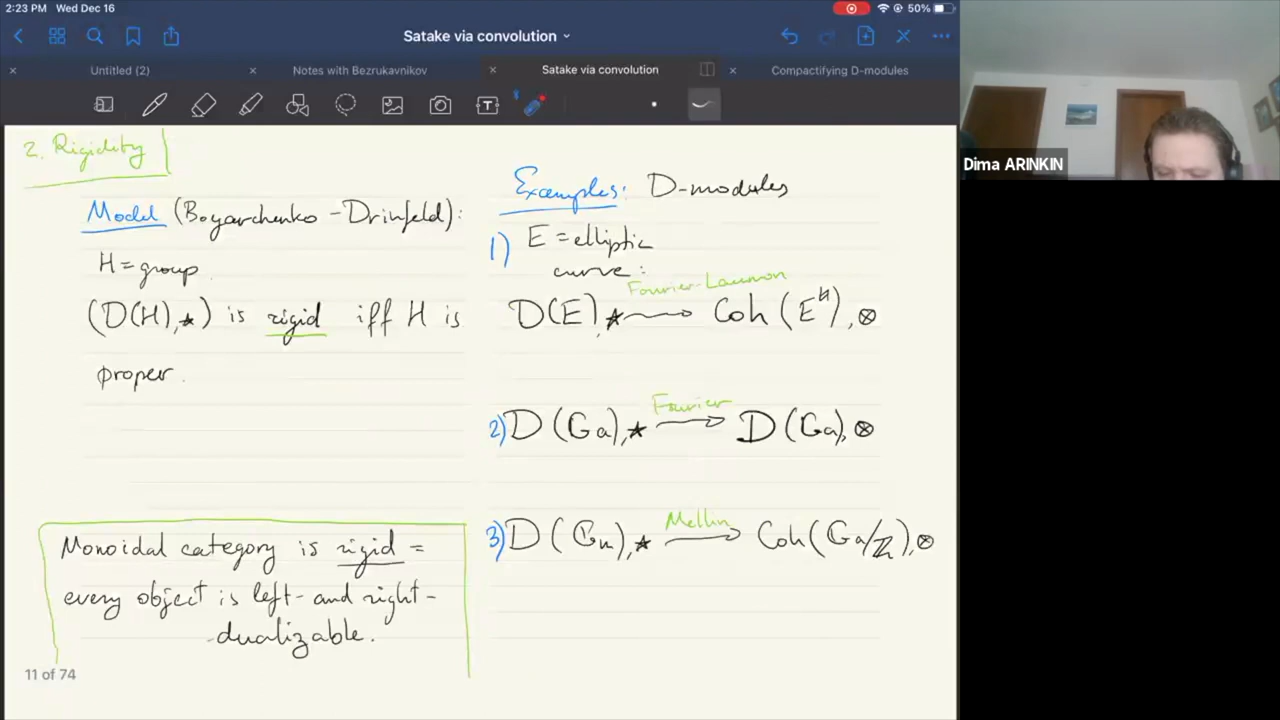 2:23 PM Wed Dec 16
50%
Satake via convolution
Untitled (2)
Notes with Bezrukavnikov
Satake via convolution
Compactifying D-modules
Dima ARINKIN
2. Rigidity
Model (Boyarchenko - Drinfeld):
H = group
(D(H), ★) is rigid iff H is
proper.
Monoidal category is rigid =
every object is left- and right-
dualizable.
11 of 74
Examples: D-modules
1) E = elliptic
curve:
Fourier-Laumon
D(E), ★ ⟶ Coh(E^♮), ⊗
Fourier
2) D(Ga), ★ ⟶ D(Ga), ⊗
Mellin
3) D(Gm), ★ ⟶ Coh(Ga/ℤ), ⊗